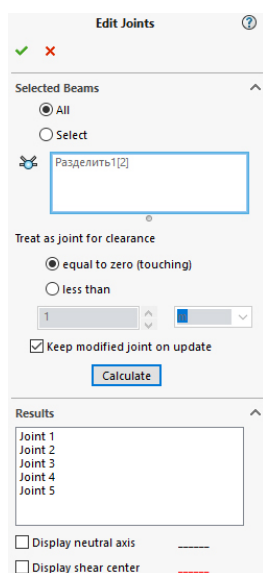 Edit Joints
Selected Beams
All
Select
Разделить1[2]
Treat as joint for clearance
equal to zero (touching)
less than
1
Keep modified joint on update
Calculate
Results
Joint 1
Joint 2
Joint 3
Joint 4
Joint 5
Display neutral axis
Display shear center